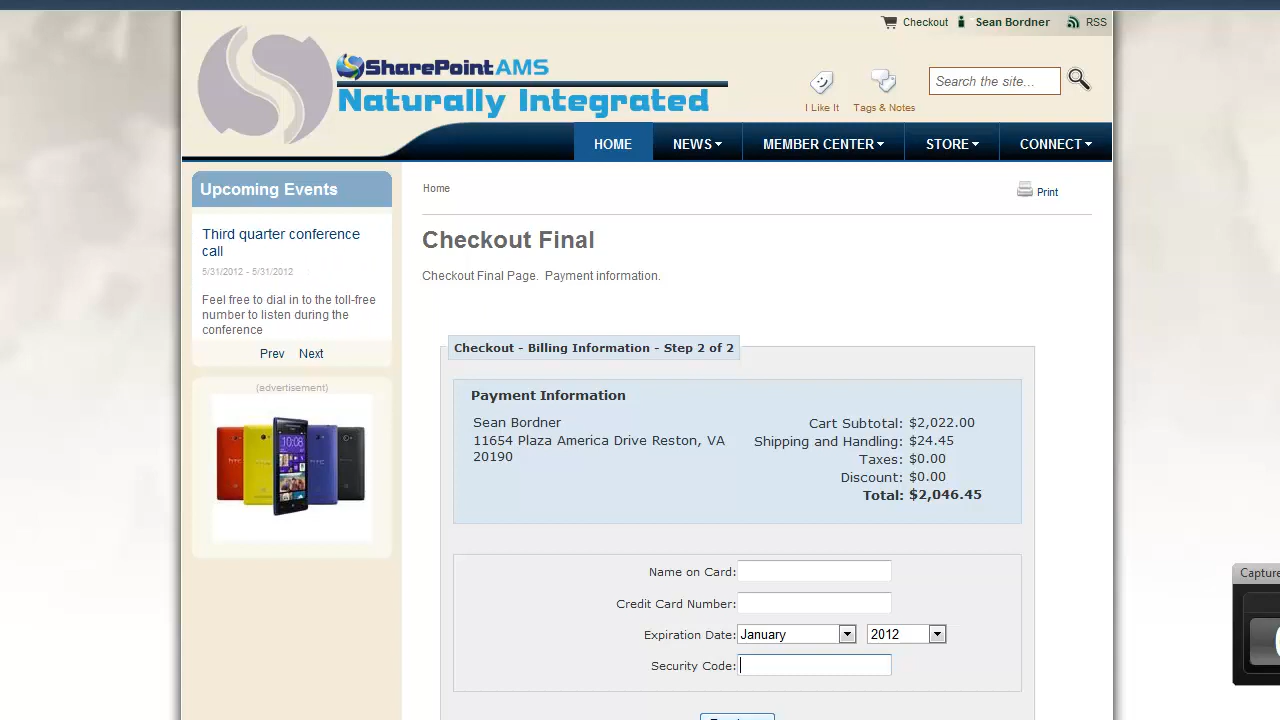 Checkout Sean Bordner RSS
SharePointAMS
Naturally Integrated
I Like It Tags & Notes
Search the site...
HOME NEWS MEMBER CENTER STORE CONNECT
Upcoming Events
Third quarter conference
call
5/31/2012 - 5/31/2012
Feel free to dial in to the toll-free
number to listen during the
conference
Prev Next
(advertisement)
10:08
Home
Print
Checkout Final
Checkout Final Page. Payment information.
Checkout - Billing Information - Step 2 of 2
Payment Information
Sean Bordner
11654 Plaza America Drive Reston, VA
20190
Cart Subtotal: $2,022.00
Shipping and Handling: $24.45
Taxes: $0.00
Discount: $0.00
Total: $2,046.45
Name on Card:
Credit Card Number:
Expiration Date: January 2012
Security Code:
Capture